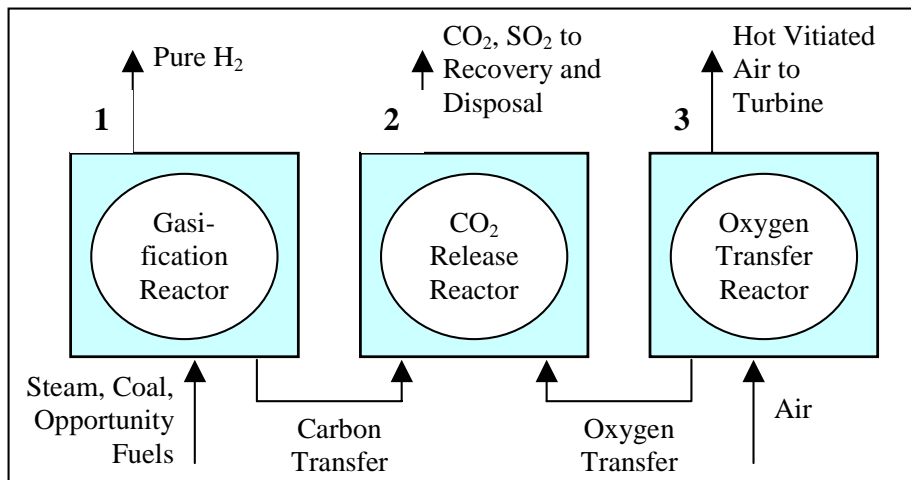 Pure H₂
CO₂, SO₂ to
Recovery and
Disposal
Hot Vitiated
Air to
Turbine
1
2
3
Gasi-
fication
Reactor
CO₂
Release
Reactor
Oxygen
Transfer
Reactor
Steam, Coal,
Opportunity
Fuels
Carbon
Transfer
Oxygen
Transfer
Air